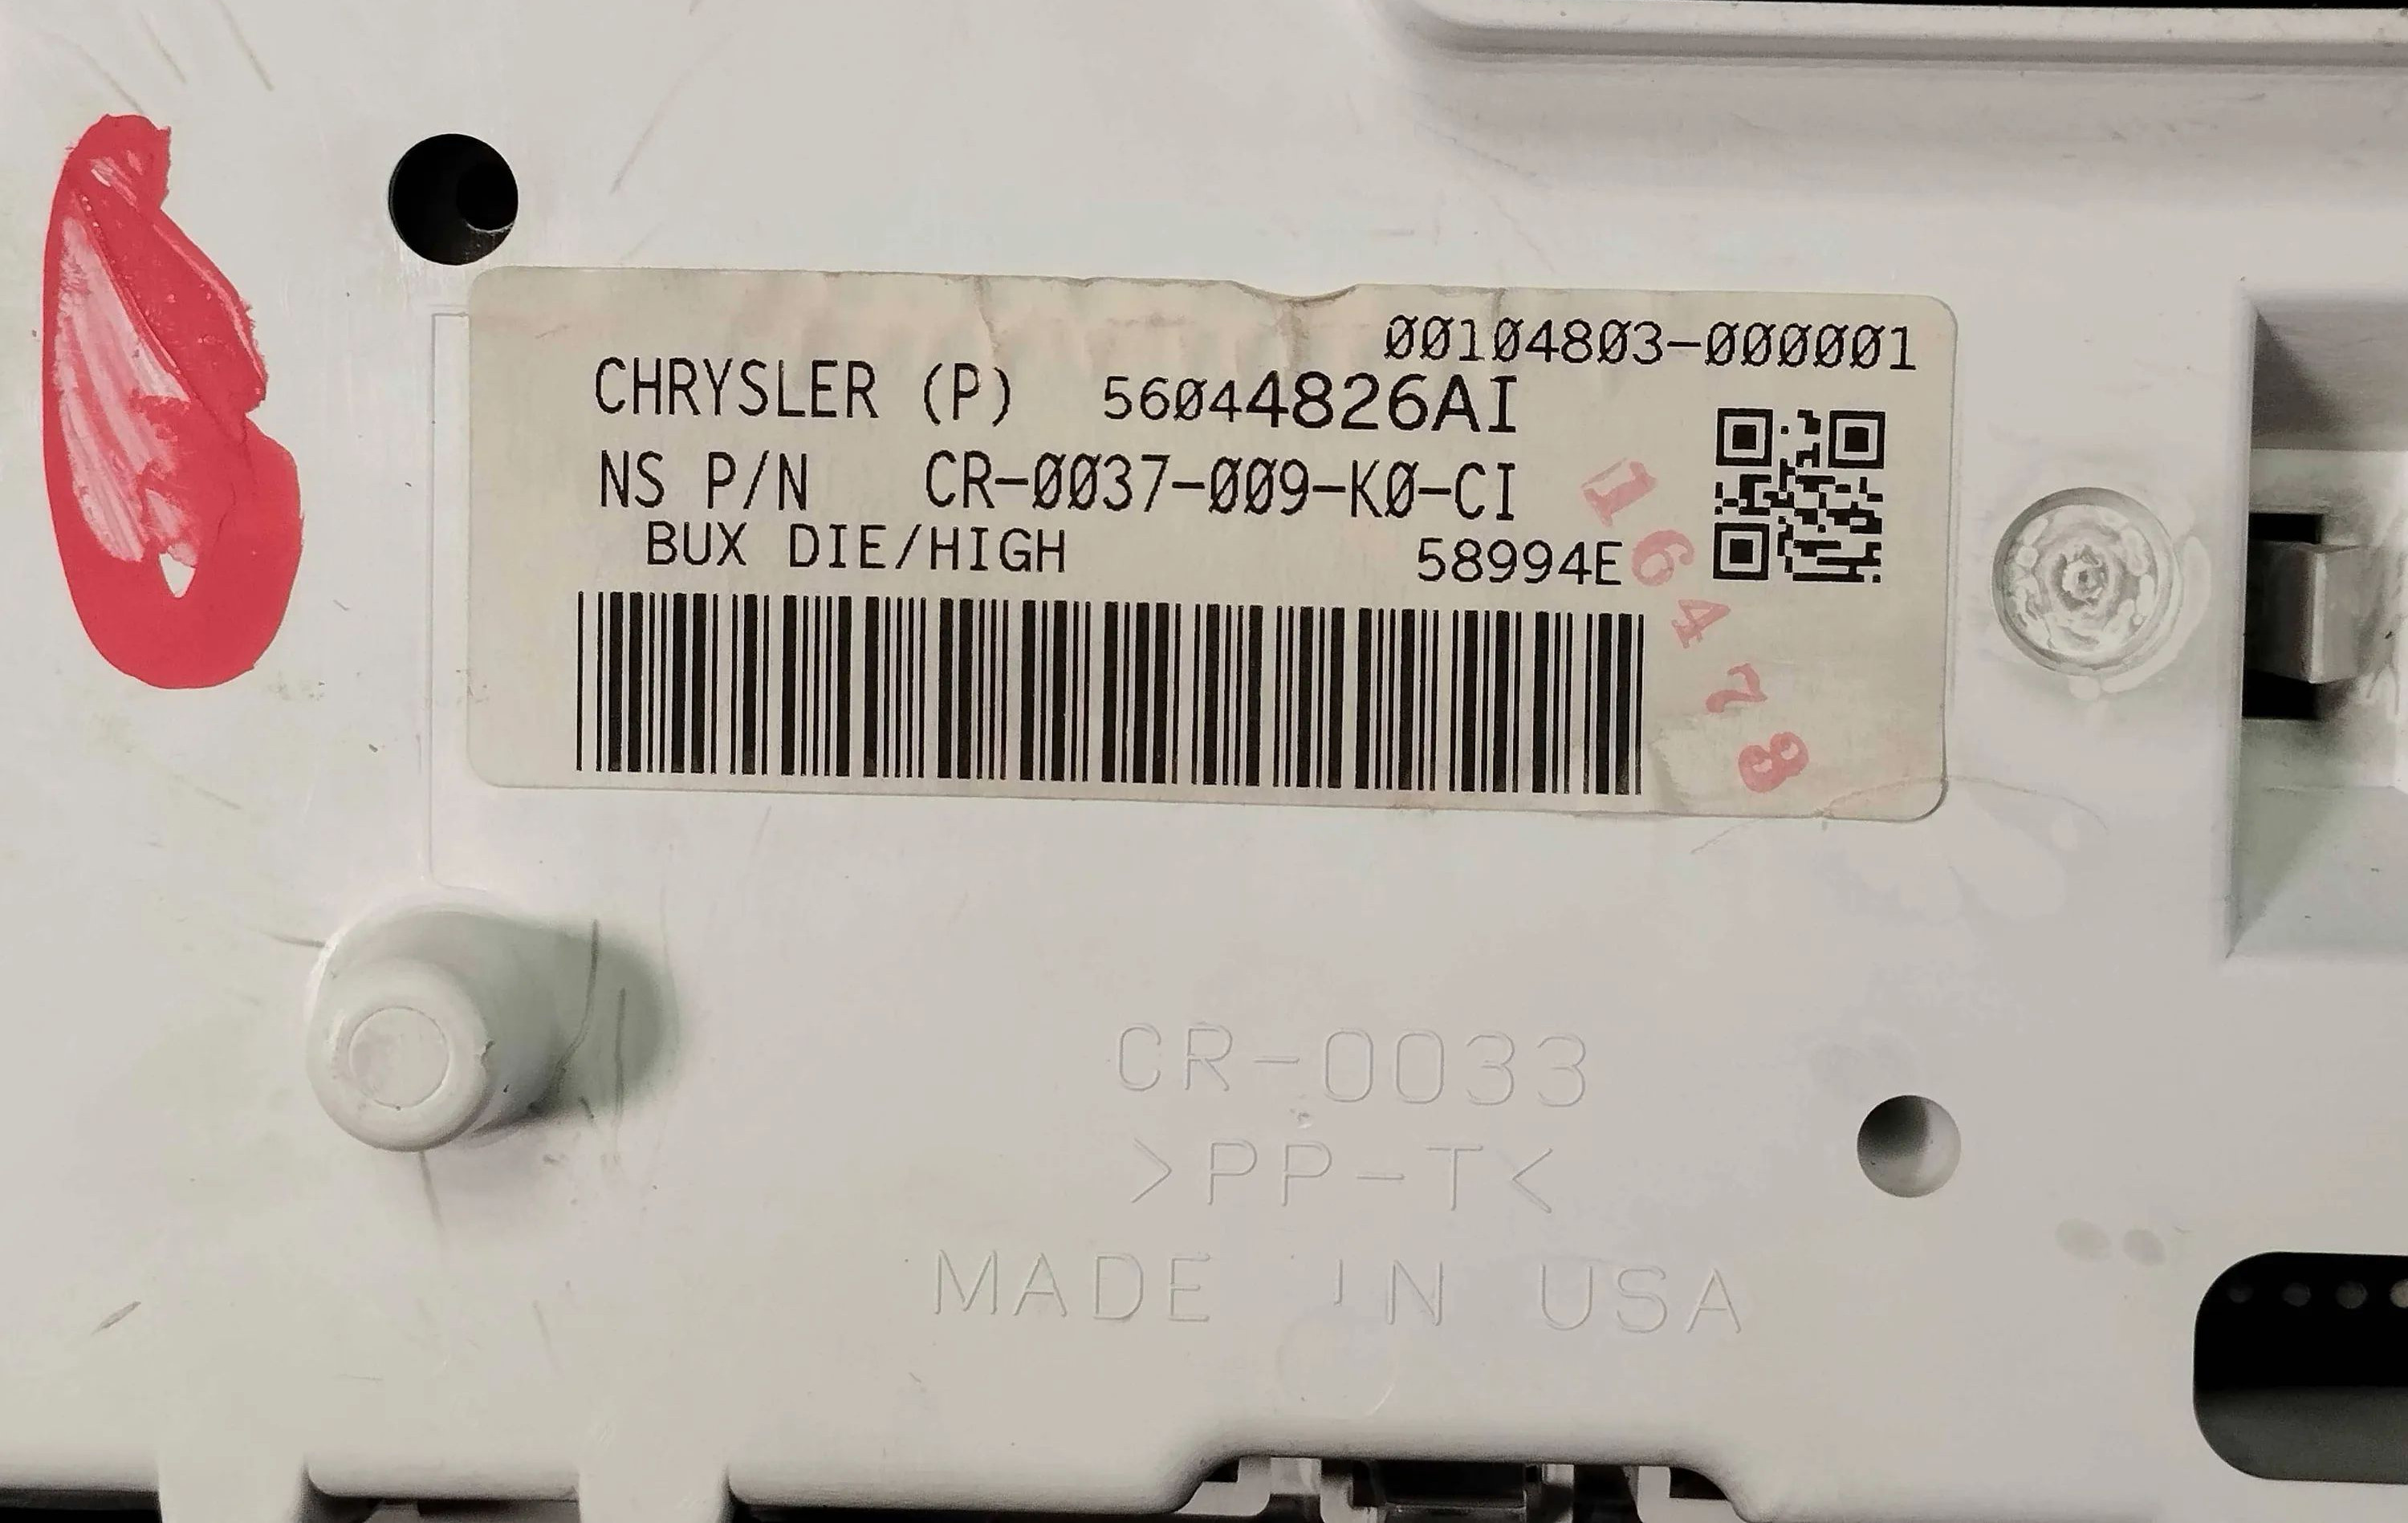 00104803-000001
CHRYSLER (P) 56044826AI
NS P/N CR-0037-009-K0-CI
BUX DIE/HIGH 58994E
16478
CR-0033
>PP-T<
MADE IN USA